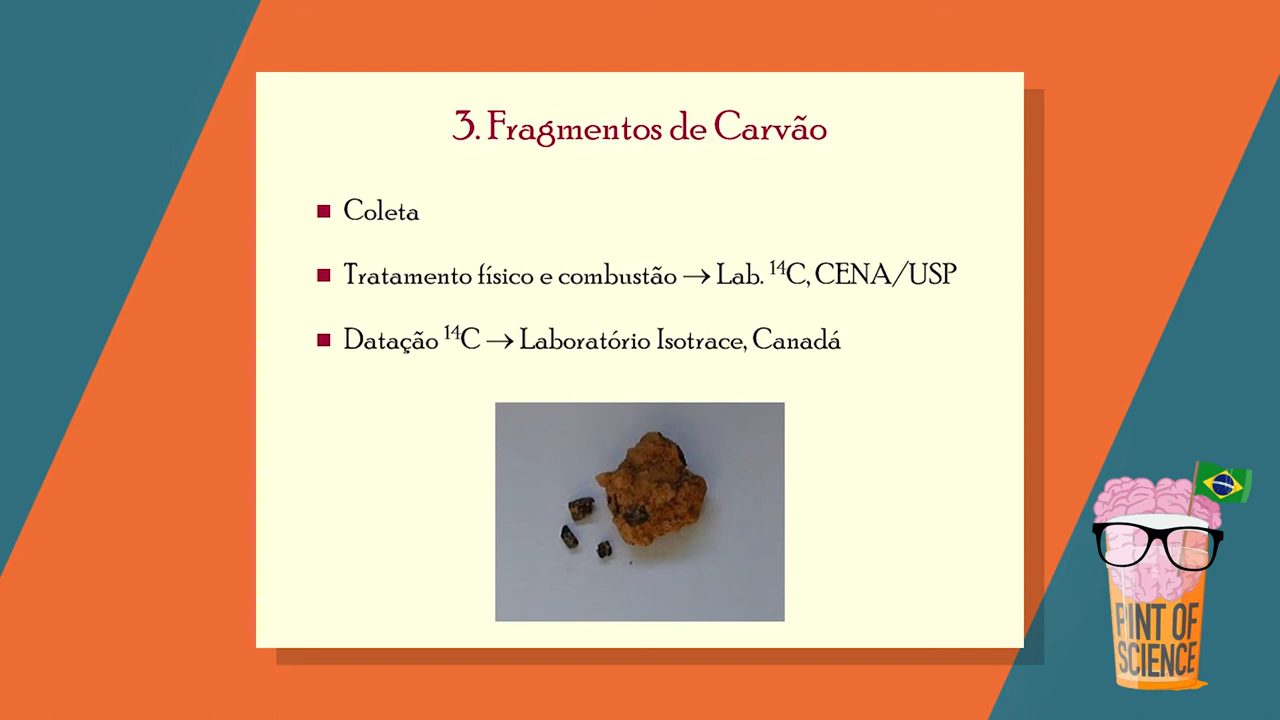 3. Fragmentos de Carvão
■ Coleta
■ Tratamento físico e combustão → Lab. ¹⁴C, CENA/USP
■ Datação ¹⁴C → Laboratório Isotrace, Canadá
PINT OF
SCIENCE